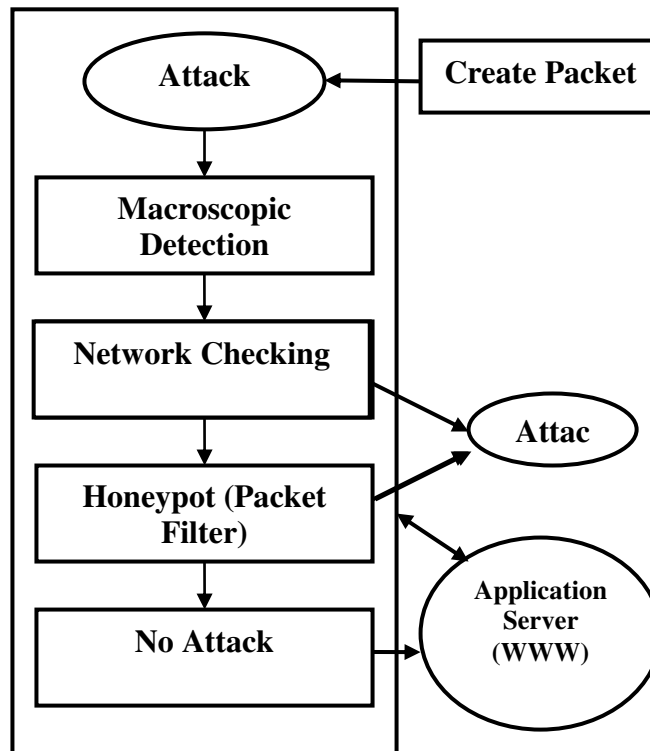 Attack
Create Packet
Macroscopic
Detection
Network Checking
Attac
Honeypot (Packet
Filter)
Application
Server
(WWW)
No Attack